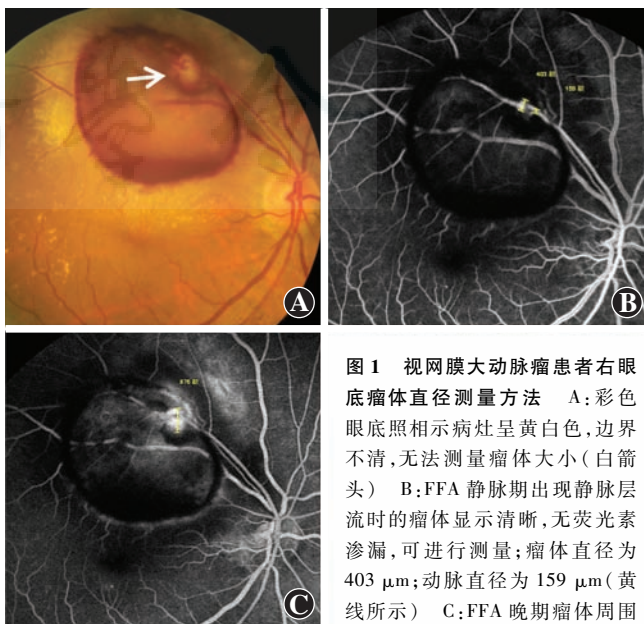 403 μm
159 μm
A
B
C
图1 视网膜大动脉瘤患者右眼
底瘤体直径测量方法 A:彩色
眼底照相示病灶呈黄白色,边界
不清,无法测量瘤体大小(白箭
头) B:FFA 静脉期出现静脉层
流时的瘤体显示清晰,无荧光素
渗漏,可进行测量;瘤体直径为
403 μm;动脉直径为 159 μm(黄
线所示) C:FFA 晚期瘤体周围